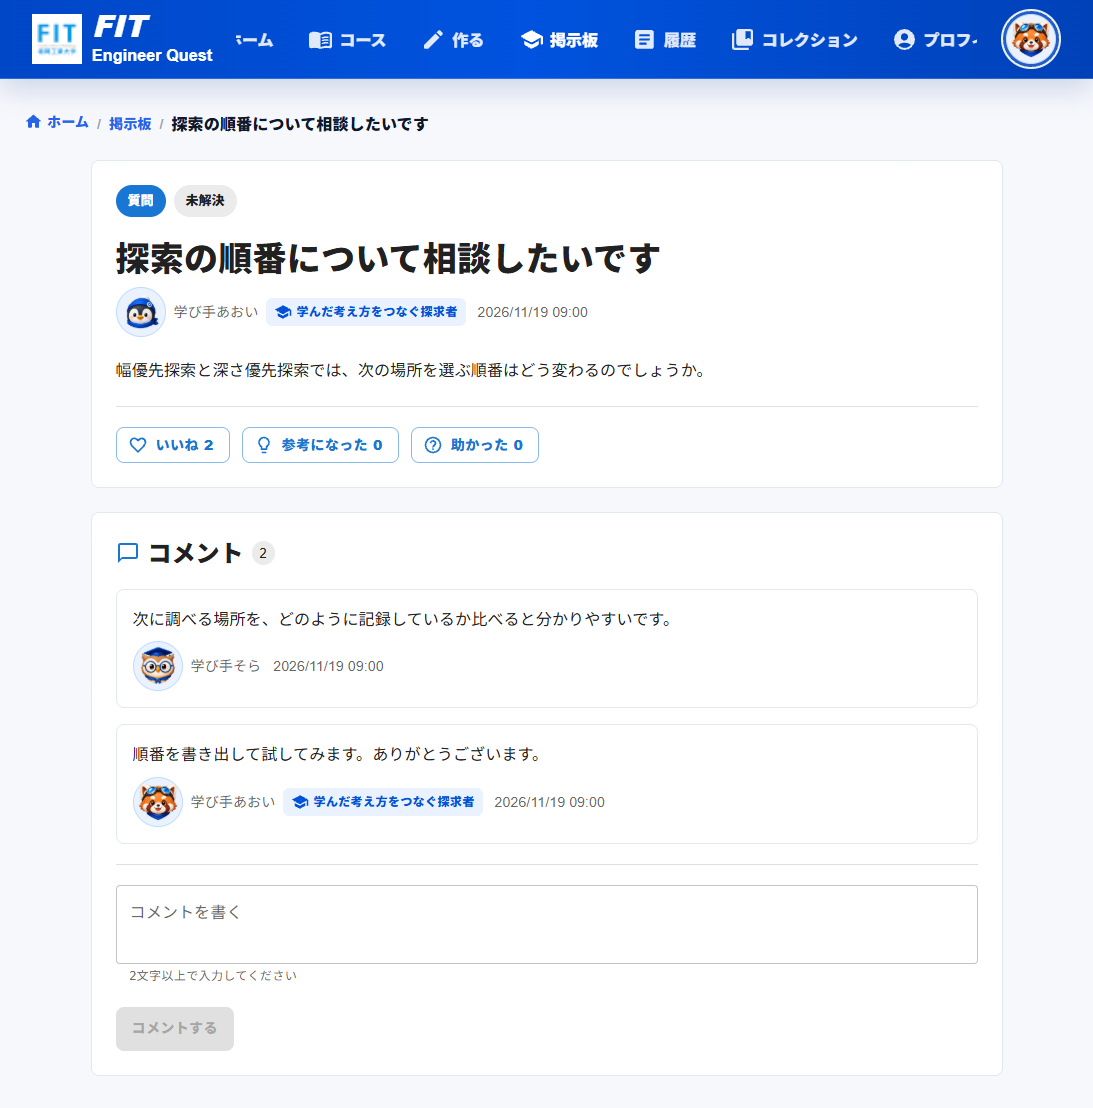 FIT
FIT
Engineer Quest
ーム
コース
作る
掲示板
履歴
コレクション
プロフィ
ホーム / 掲示板 / 探索の順番について相談したいです
質問
未解決
探索の順番について相談したいです
学び手あおい 学んだ考え方をつなぐ探求者 2026/11/19 09:00
幅優先探索と深さ優先探索では、次の場所を選ぶ順番はどう変わるのでしょうか。
いいね 2
参考になった 0
助かった 0
コメント 2
次に調べる場所を、どのように記録しているか比べると分かりやすいです。
学び手そら 2026/11/19 09:00
順番を書き出して試してみます。ありがとうございます。
学び手あおい 学んだ考え方をつなぐ探求者 2026/11/19 09:00
コメントを書く
2文字以上で入力してください
コメントする